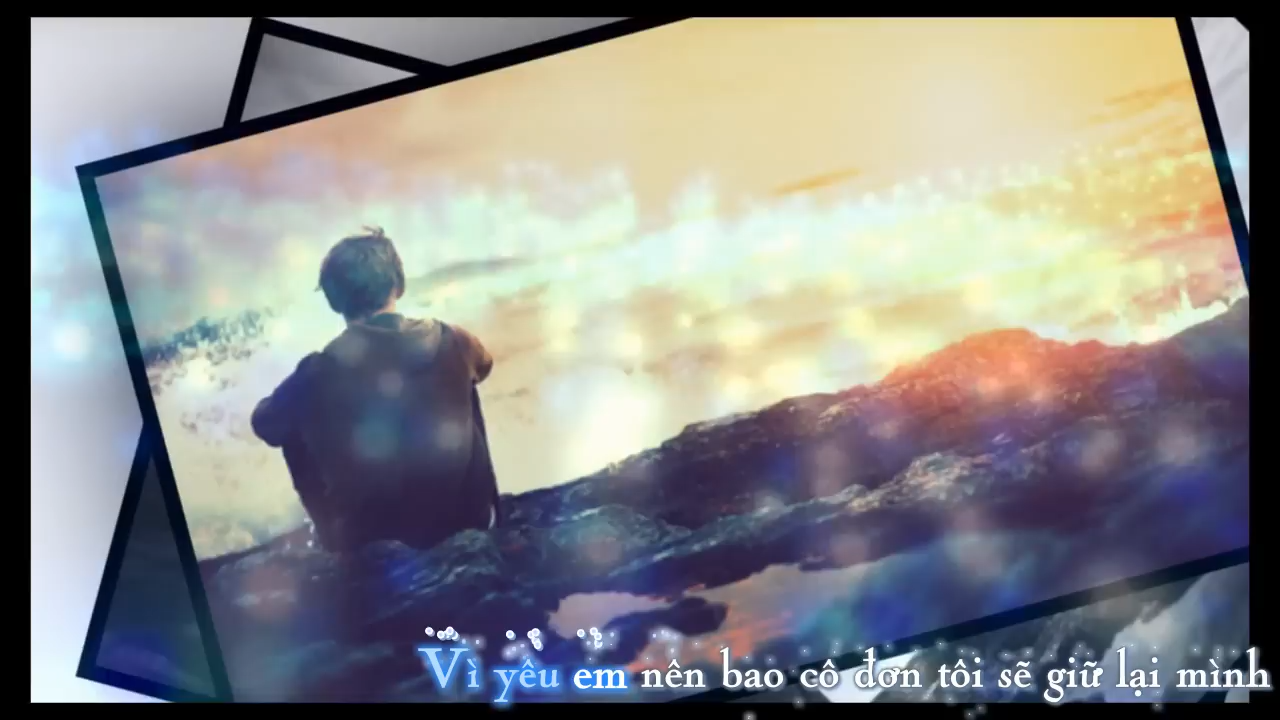 Vì yêu em nên bao cô đơn tôi sẽ giữ lại mình